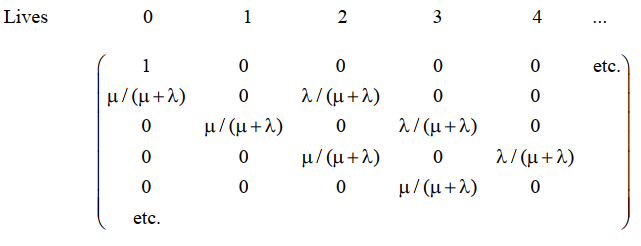 Lives 0 1 2 3 4 ...
1 0 0 0 0 etc.
μ/(μ+λ) 0 λ/(μ+λ) 0 0
0 μ/(μ+λ) 0 λ/(μ+λ) 0
0 0 μ/(μ+λ) 0 λ/(μ+λ)
0 0 0 μ/(μ+λ) 0
etc.